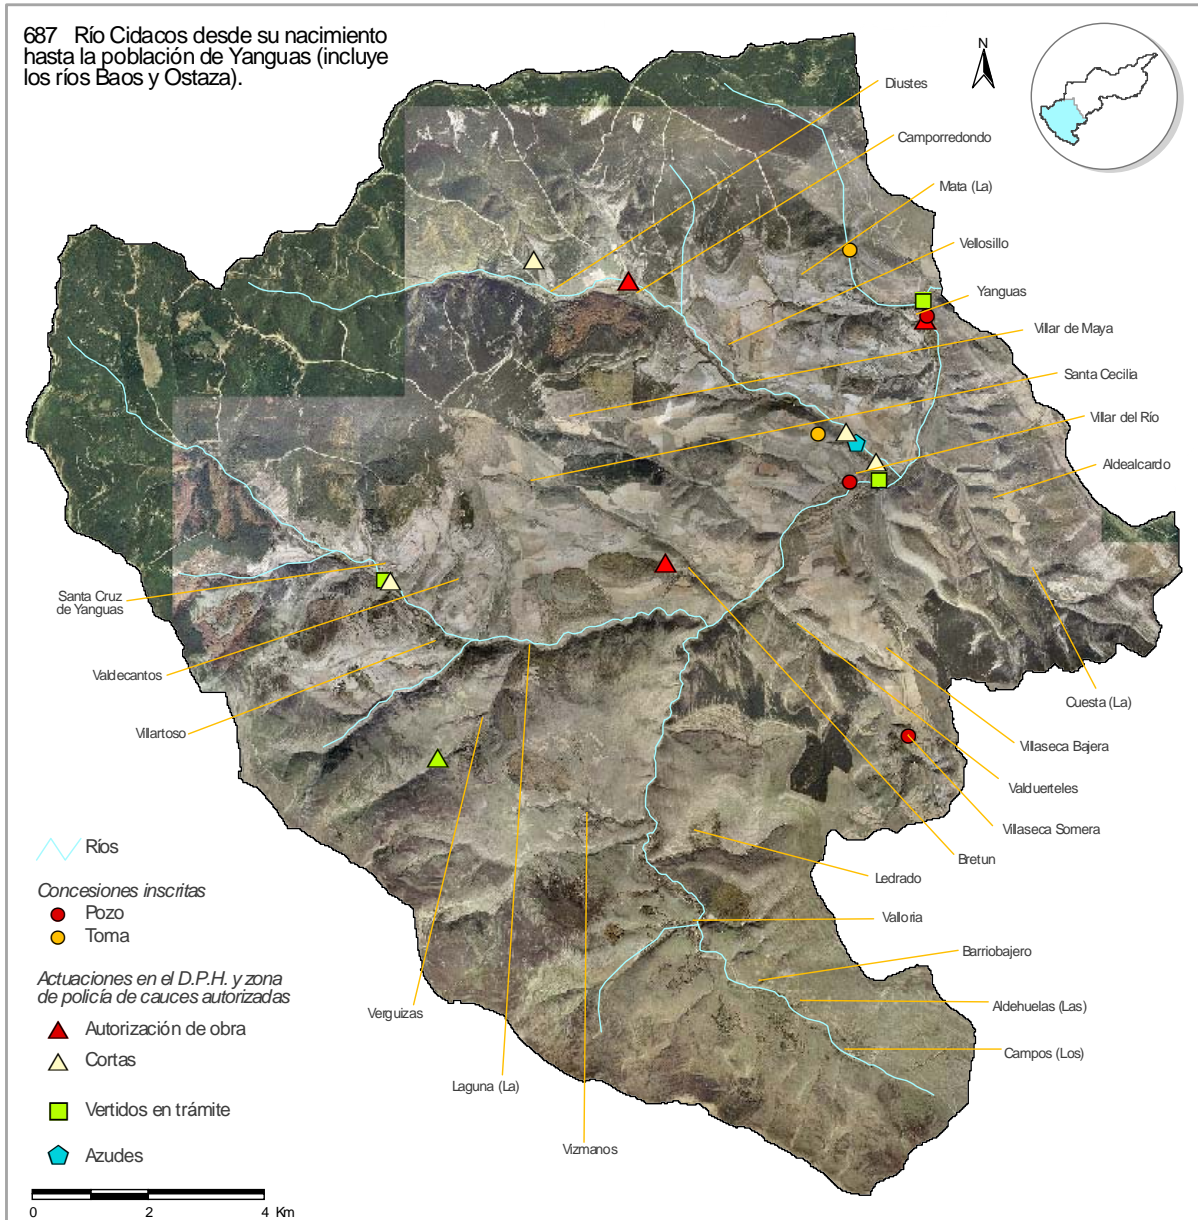 687 Río Cidacos desde su nacimiento
hasta la población de Yanguas (incluye
los ríos Baos y Ostaza).
N
Diustes
Camporredondo
Mata (La)
Vellosillo
Yanguas
Villar de Maya
Santa Cecilia
Villar del Río
Aldealcardo
Santa Cruz
de Yanguas
Valdecantos
Villartoso
Cuesta (La)
Villaseca Bajera
Valduerteles
Villaseca Somera
Bretun
Ledrado
Valloria
Barriobajero
Aldehuelas (Las)
Campos (Los)
Verguizas
Laguna (La)
Vizmanos
Ríos
Concesiones inscritas
Pozo
Toma
Actuaciones en el D.P.H. y zona
de policía de cauces autorizadas
Autorización de obra
Cortas
Vertidos en trámite
Azudes
0 2 4 Km